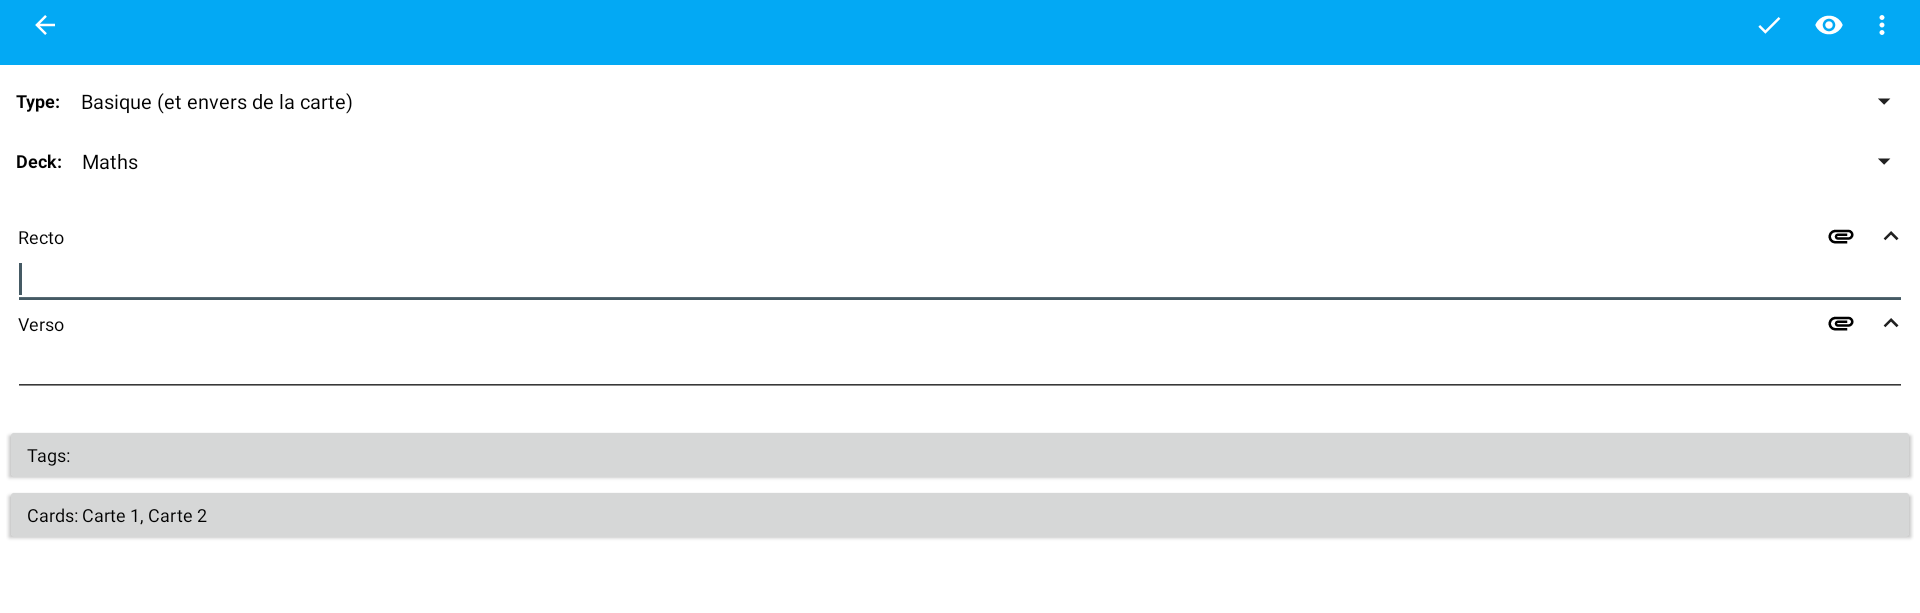 Type: Basique (et envers de la carte)
Deck: Maths
Recto
Verso
Tags:
Cards: Carte 1, Carte 2